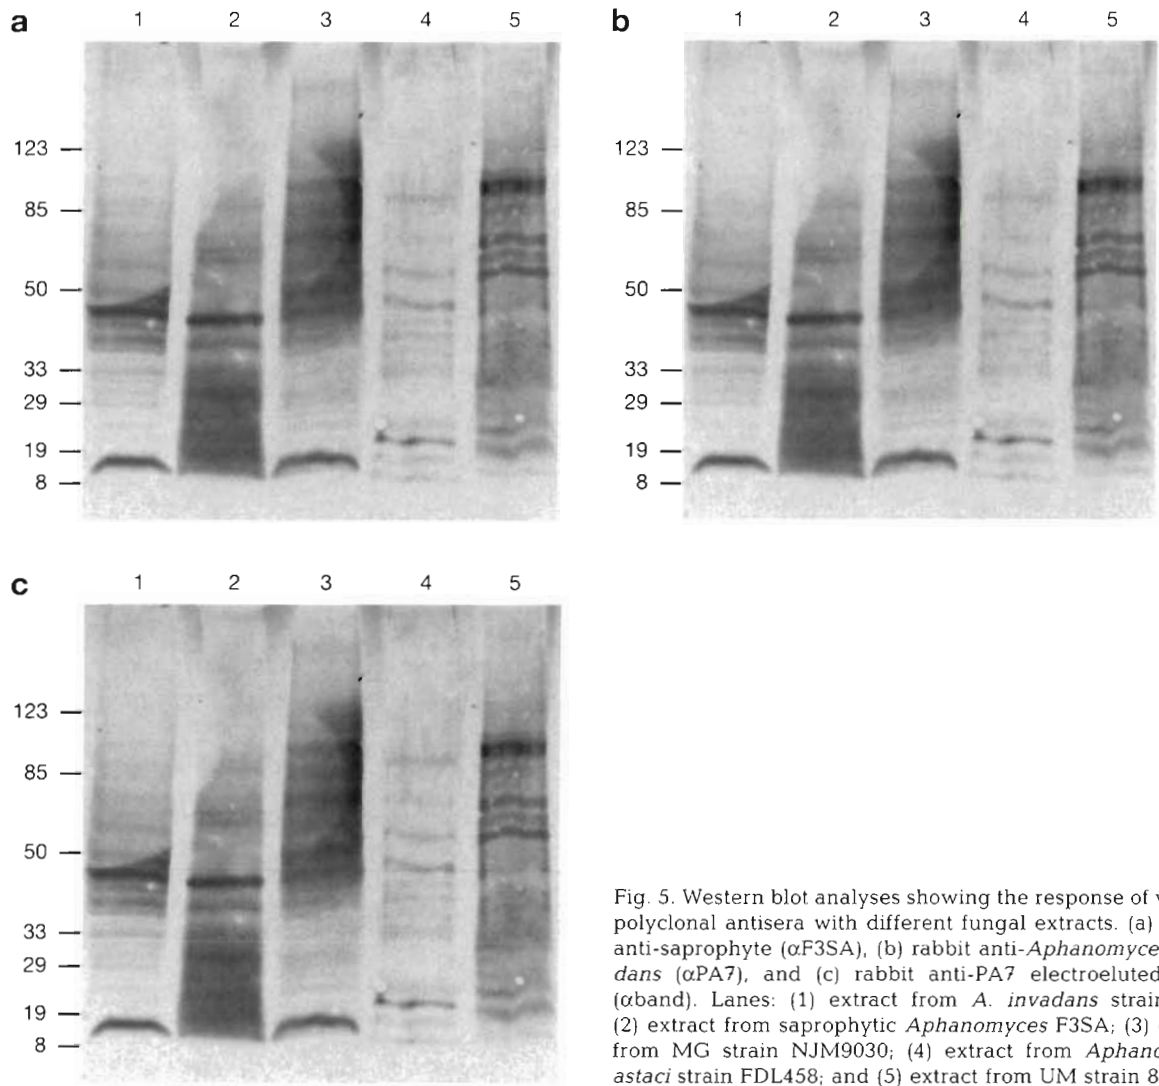 a
1 2 3 4 5
123
85
50
33
29
19
8
b
1 2 3 4 5
123
85
50
33
29
19
8
c
1 2 3 4 5
123
85
50
33
29
19
8
Fig. 5. Western blot analyses showing the response of
polyclonal antisera with different fungal extracts. (a)
anti-saprophyte (αF3SA), (b) rabbit anti-Aphanomyce
dans (αPA7), and (c) rabbit anti-PA7 electroeluted
(αband). Lanes: (1) extract from A. invadans strain
(2) extract from saprophytic Aphanomyces F3SA; (3)
from MG strain NJM9030; (4) extract from Aphano
astaci strain FDL458; and (5) extract from UM strain 8